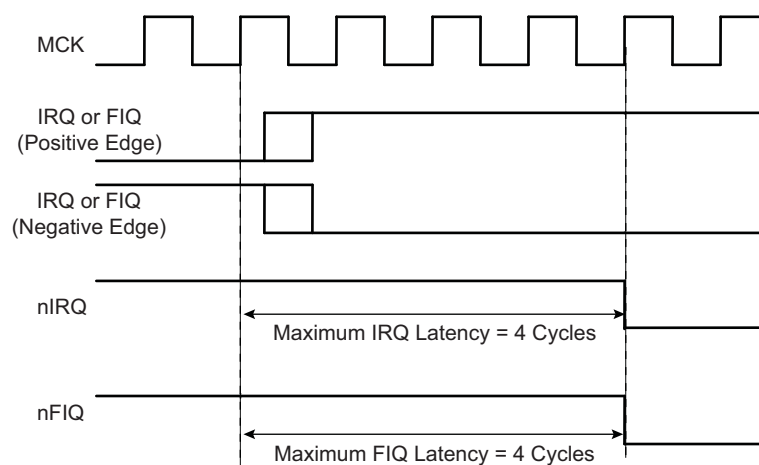 MCK
IRQ or FIQ
(Positive Edge)
IRQ or FIQ
(Negative Edge)
nIRQ
Maximum IRQ Latency = 4 Cycles
nFIQ
Maximum FIQ Latency = 4 Cycles